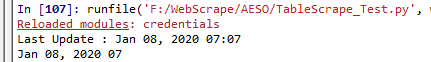 In [107]: runfile('F:/WebScrape/AESO/TableScrape_Test.py',
Reloaded modules: credentials
Last Update : Jan 08, 2020 07:07
Jan 08, 2020 07